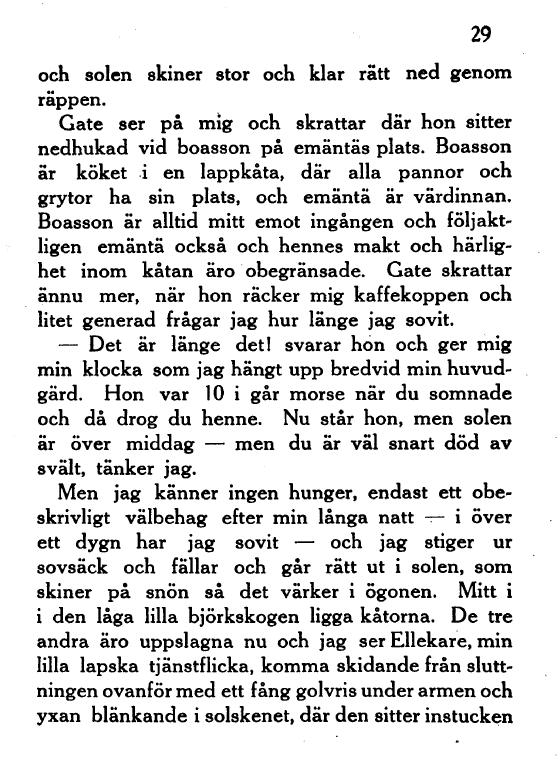 29
och solen skiner stor och klar rätt ned genom
räppen.
Gate ser på mig och skrattar där hon sitter
nedhukad vid boasson på emäntäs plats. Boasson
är köket i en lappkåta, där alla pannor och
grytor ha sin plats, och emäntä är värdinnan.
Boasson är alltid mitt emot ingången och följakt-
ligen emäntä också och hennes makt och härlig-
het inom kåtan äro obegränsade. Gate skrattar
ännu mer, när hon räcker mig kaffekoppen och
litet generad frågar jag hur länge jag sovit.
— Det är länge det! svarar hon och ger mig
min klocka som jag hängt upp bredvid min huvud-
gärd. Hon var 10 i går morse när du somnade
och då drog du henne. Nu står hon, men solen
är över middag — men du är väl snart död av
svält, tänker jag.
Men jag känner ingen hunger, endast ett obe-
skrivligt välbehag efter min långa natt — i över
ett dygn har jag sovit — och jag stiger ur
sovsäck och fällar och går rätt ut i solen, som
skiner på snön så det värker i ögonen. Mitt i
i den låga lilla björkskogen ligga kåtorna. De tre
andra äro uppslagna nu och jag ser Ellekare, min
lilla lapska tjänstflicka, komma skidande från slutt-
ningen ovanför med ett fång golvris under armen och
yxan blänkande i solskenet, där den sitter instucken